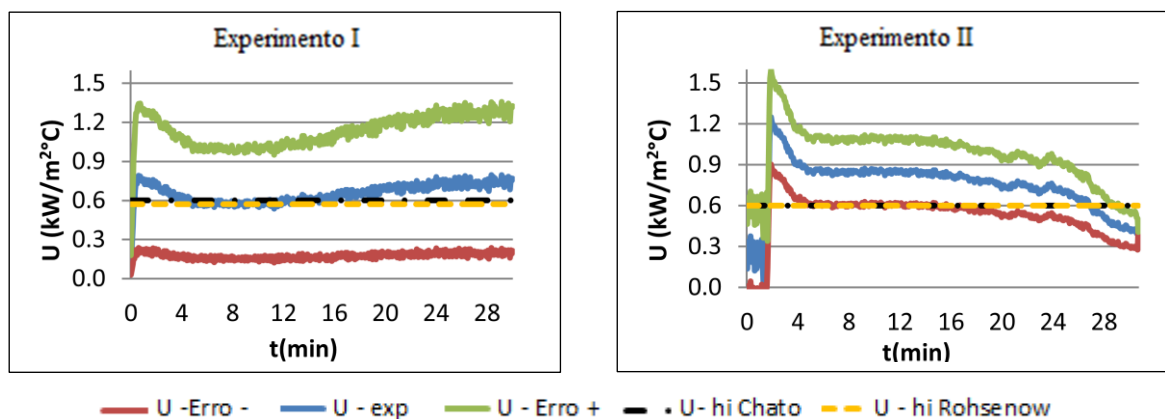 Experimento I
U (kW/m²°C)
1.5
1.2
0.9
0.6
0.3
0.0
0 4 8 12 16 20 24 28
t(min)
Experimento II
U (kW/m²°C)
1.5
1.2
0.9
0.6
0.3
0.0
0 4 8 12 16 20 24 28
t(min)
U -Erro - U - exp U - Erro + U- hi Chato U - hi Rohsenow